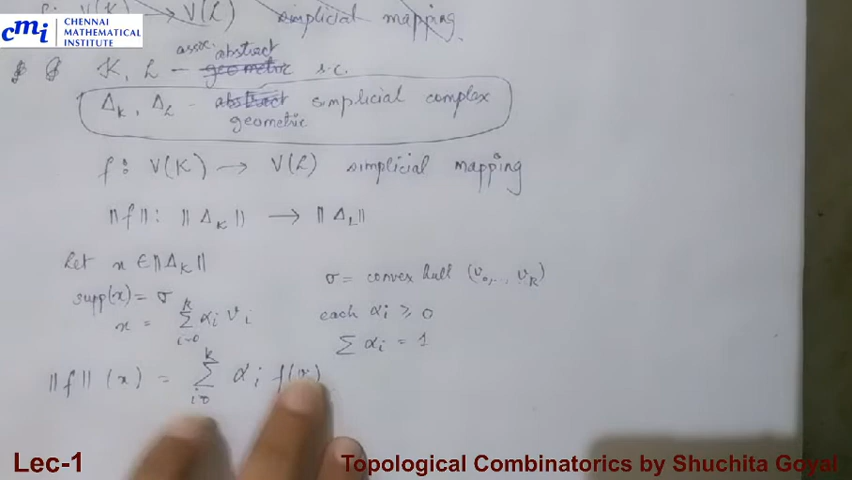 cmi CHENNAI MATHEMATICAL INSTITUTE
V(K) → V(L) simplicial mapping
assoc. abstract
K, L - geometric s.c.
Δ_K, Δ_L - abstract simplicial complex
geometric
f: V(K) → V(L) simplicial mapping
||f||: ||Δ_K|| → ||Δ_L||
Let x ∈ ||Δ_K||
σ = convex hull (v_0, .., v_k)
supp(x) = σ
x = Σ_{i=0}^{k} α_i v_i
each α_i ≥ 0
Σ α_i = 1
||f|| (x) = Σ_{i=0}^{k} α_i f(
Lec-1 Topological Combinatorics by Shuchita Goyal